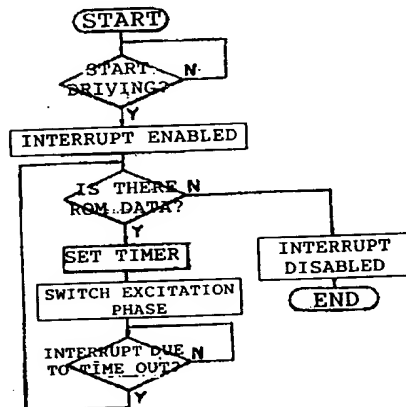 START
START
DRIVING?
N
Y
INTERRUPT ENABLED
IS THERE
ROM DATA?
N
Y
SET TIMER
INTERRUPT
DISABLED
SWITCH EXCITATION
PHASE
END
INTERRUPT DUE
TO TIME OUT?
N
Y